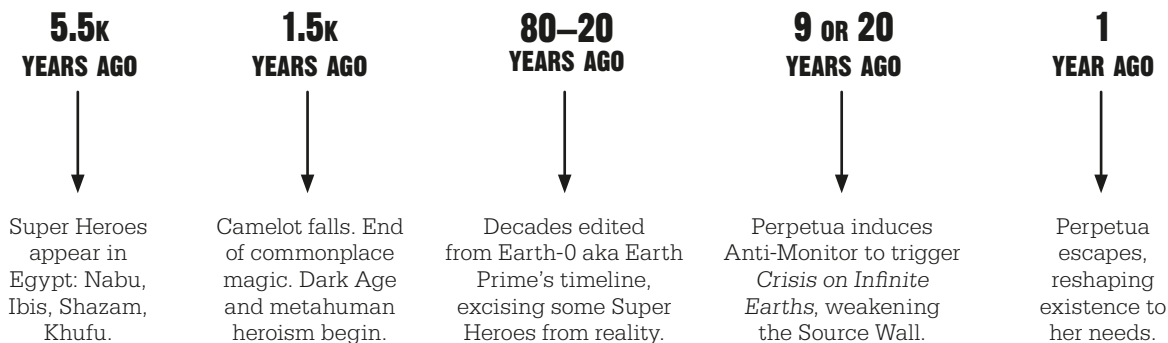 5.5K
YEARS AGO
Super Heroes
appear in
Egypt: Nabu,
Ibis, Shazam,
Khufu.
1.5K
YEARS AGO
Camelot falls. End
of commonplace
magic. Dark Age
and metahuman
heroism begin.
80–20
YEARS AGO
Decades edited
from Earth-0 aka Earth
Prime’s timeline,
excising some Super
Heroes from reality.
9 OR 20
YEARS AGO
Perpetua induces
Anti-Monitor to trigger
Crisis on Infinite
Earths, weakening
the Source Wall.
1
YEAR AGO
Perpetua
escapes,
reshaping
existence to
her needs.